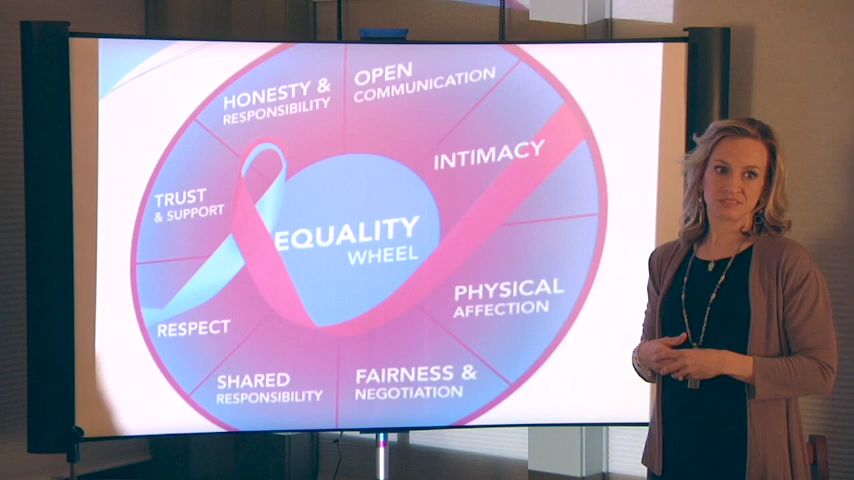 HONESTY &
RESPONSIBILITY
OPEN
COMMUNICATION
INTIMACY
TRUST
& SUPPORT
EQUALITY
WHEEL
PHYSICAL
AFFECTION
RESPECT
SHARED
RESPONSIBILITY
FAIRNESS &
NEGOTIATION